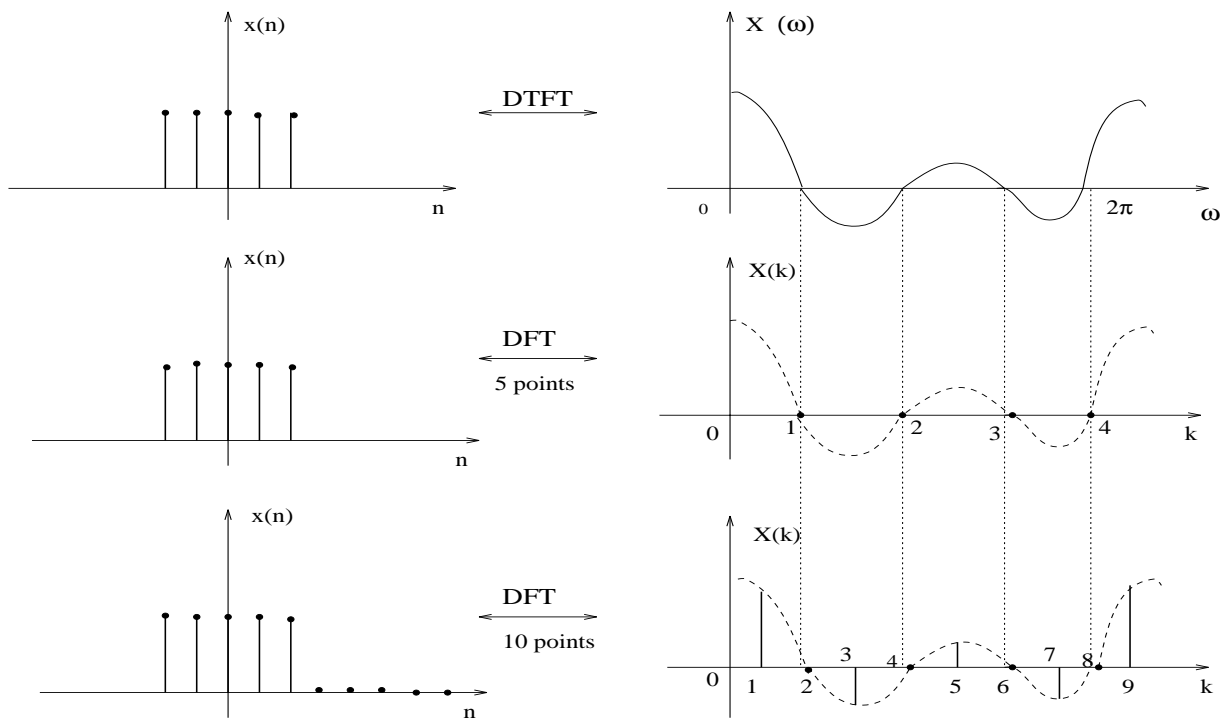 x(n)
n
DTFT
X (ω)
0
2π
ω
x(n)
n
DFT
5 points
X(k)
0
1
2
3
4
k
x(n)
n
DFT
10 points
X(k)
0
1
2
3
4
5
6
7
8
9
k